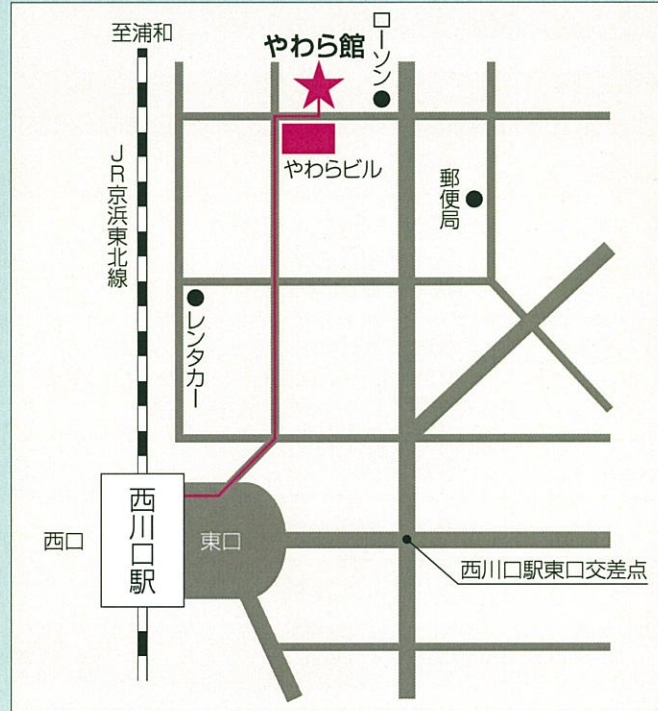 至浦和
やわら館
ローソン
JR京浜東北線
やわらビル
郵便局
レンタカー
西川口駅
西口
東口
西川口駅東口交差点